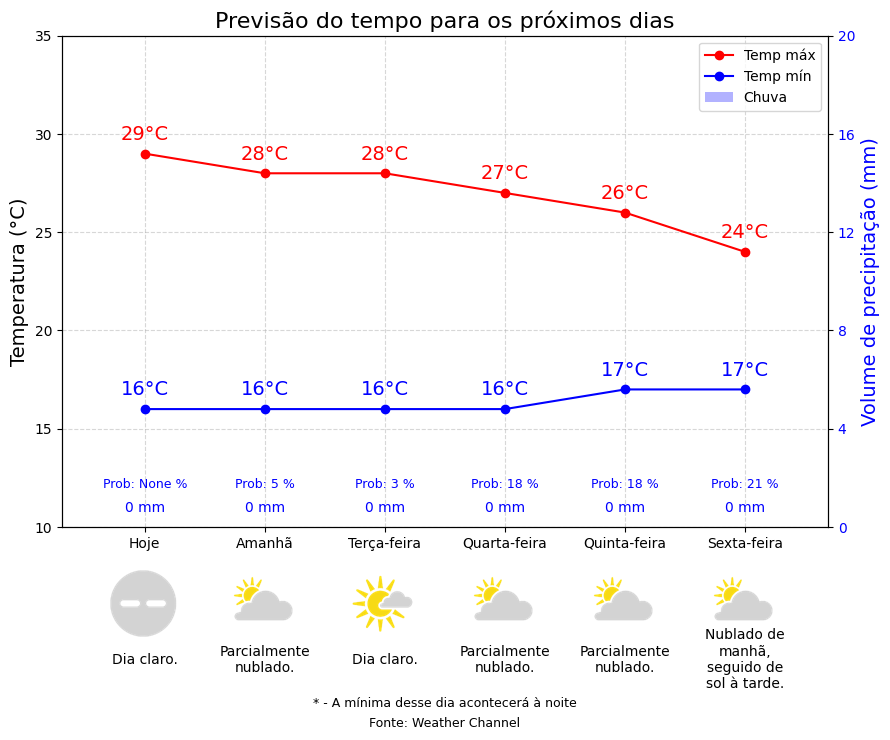 Previsão do tempo para os próximos dias
Temperatura (°C)
Volume de precipitação (mm)
35
30
25
20
15
10
20
16
12
8
4
0
Temp máx
Temp mín
Chuva
29°C
28°C
28°C
27°C
26°C
24°C
16°C
16°C
16°C
16°C
17°C
17°C
Prob: None %
Prob: 5 %
Prob: 3 %
Prob: 18 %
Prob: 18 %
Prob: 21 %
0 mm
0 mm
0 mm
0 mm
0 mm
0 mm
Hoje
Amanhã
Terça-feira
Quarta-feira
Quinta-feira
Sexta-feira
Dia claro.
Parcialmente
nublado.
Dia claro.
Parcialmente
nublado.
Parcialmente
nublado.
Nublado de
manhã,
seguido de
sol à tarde.
* - A mínima desse dia acontecerá à noite
Fonte: Weather Channel